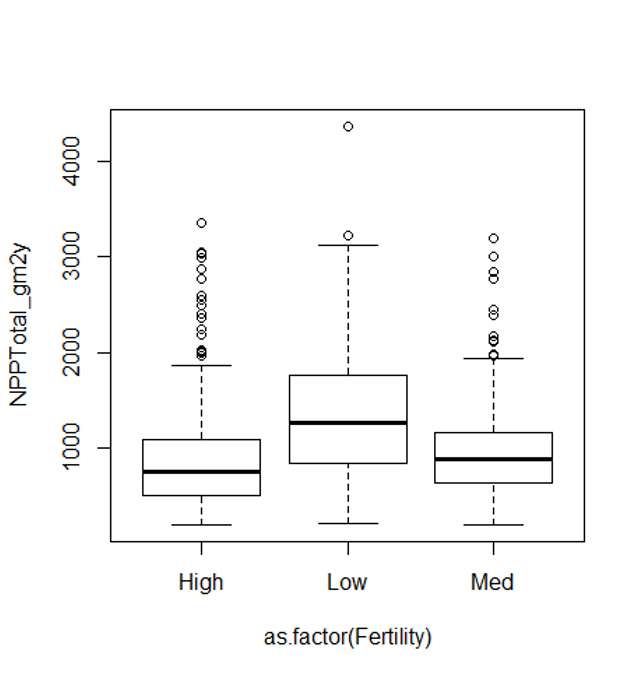 NPPTotal_gm2y
4000
3000
2000
1000
High Low Med
as.factor(Fertility)